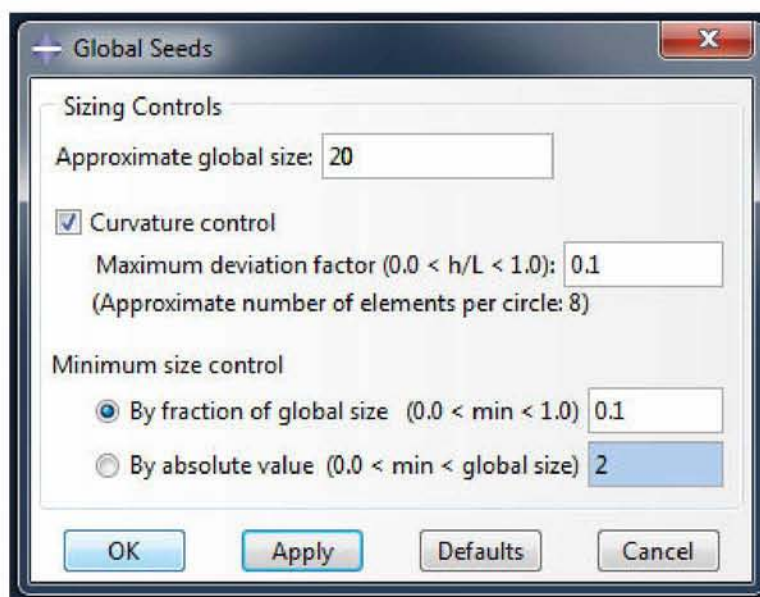 Global Seeds
Sizing Controls
Approximate global size: 20
Curvature control
Maximum deviation factor (0.0 < h/L < 1.0): 0.1
(Approximate number of elements per circle: 8)
Minimum size control
By fraction of global size (0.0 < min < 1.0) 0.1
By absolute value (0.0 < min < global size) 2
OK Apply Defaults Cancel